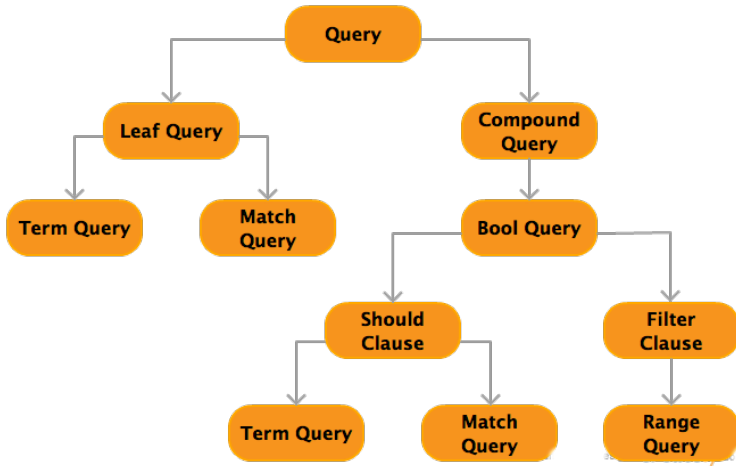 Query
Leaf Query
Compound
Query
Term Query
Match
Query
Bool Query
Should
Clause
Filter
Clause
Term Query
Match
Query
Range
Query